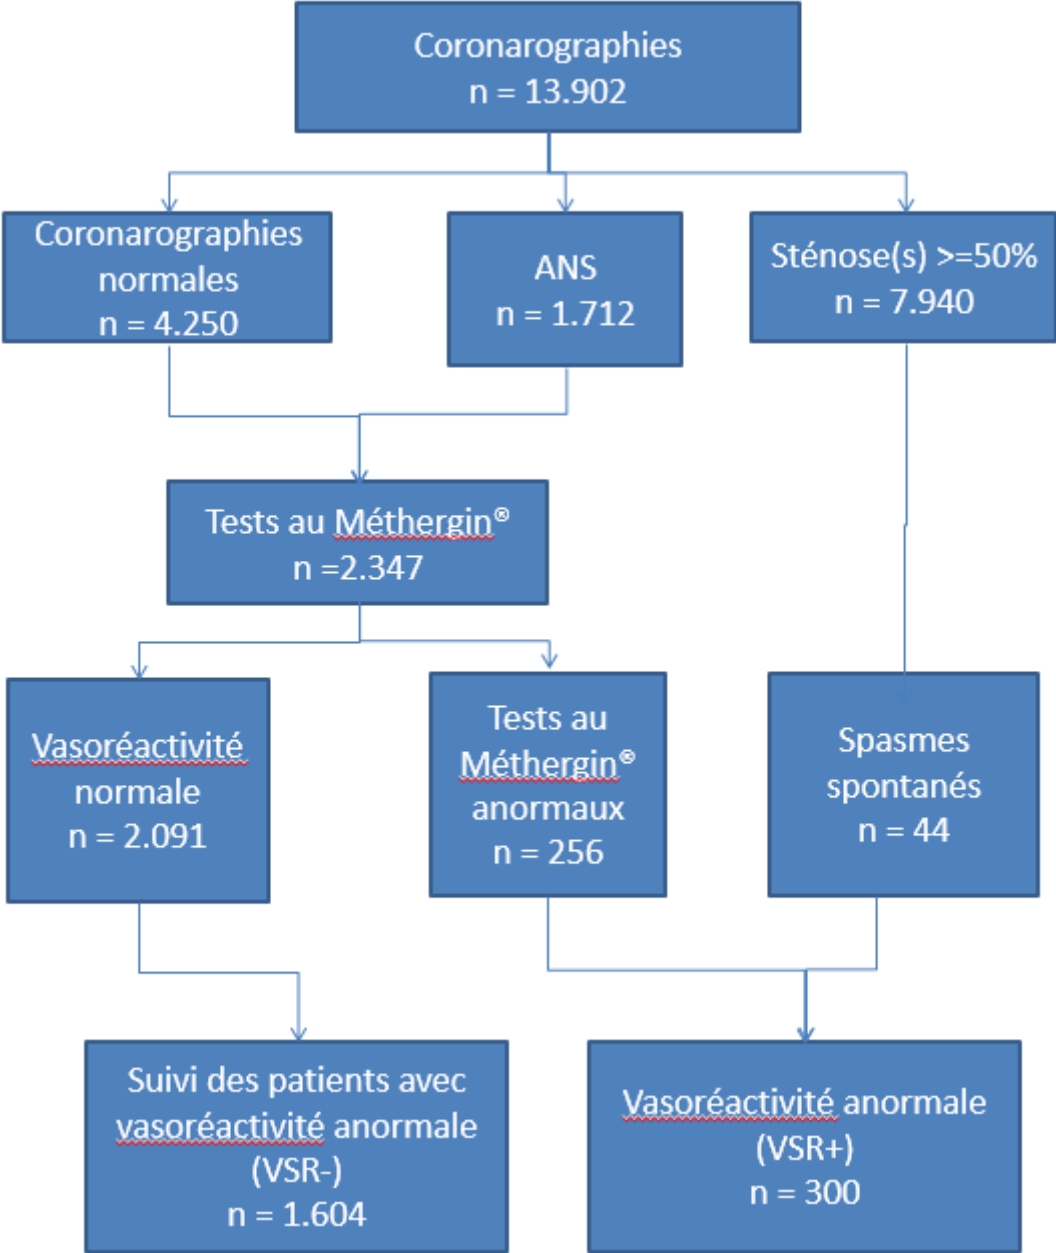 Coronarographies
n = 13.902
Coronarographies
normales
n = 4.250
ANS
n = 1.712
Sténose(s) >=50%
n = 7.940
Tests au Méthergin®
n =2.347
Vasoréactivité
normale
n = 2.091
Tests au
Méthergin®
anormaux
n = 256
Spasmes
spontanés
n = 44
Suivi des patients avec
vasoréactivité anormale
(VSR-)
n = 1.604
Vasoréactivité anormale
(VSR+)
n = 300